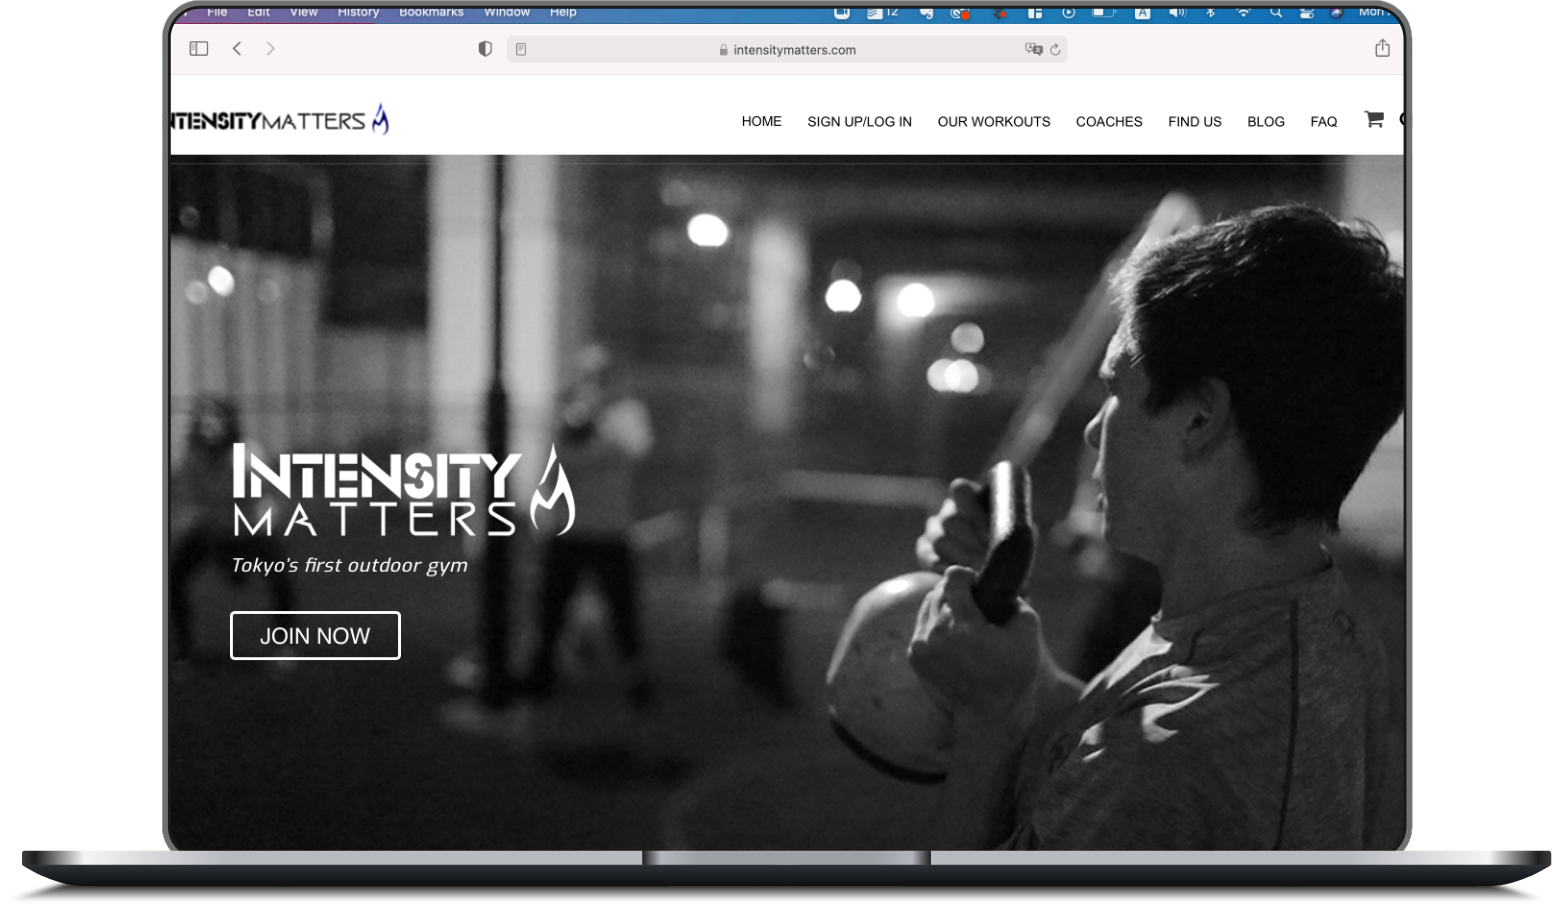 File Edit View History Bookmarks Window Help 12 A Mon
intensitymatters.com
NTENSITYMATTERS HOME SIGN UP/LOG IN OUR WORKOUTS COACHES FIND US BLOG FAQ
INTENSITY
MATTERS
Tokyo's first outdoor gym
JOIN NOW